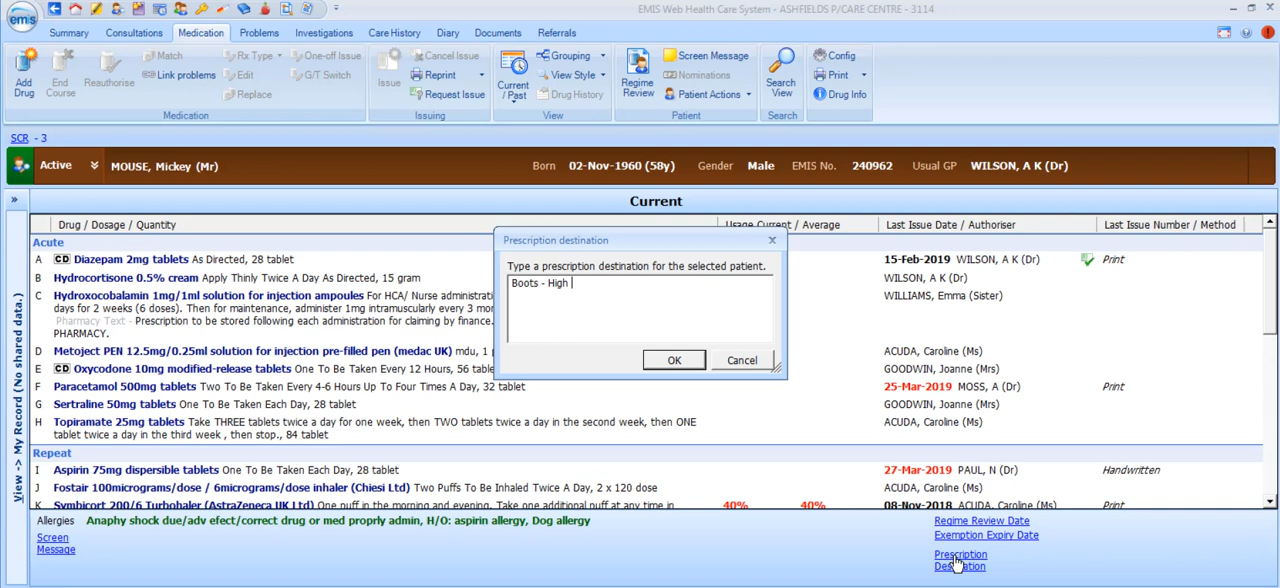 emis
EMIS Web Health Care System - ASHFIELDS P/CARE CENTRE - 3114
Summary Consultations Medication Problems Investigations Care History Diary Documents Referrals
Add Drug
End Course
Reauthorise
Match
Link problems
Rx Type
Edit
Replace
One-off Issue
G/T Switch
Medication
Issue
Cancel Issue
Reprint
Request Issue
Issuing
Current / Past
Grouping
View Style
Drug History
View
Regime Review
Screen Message
Nominations
Patient Actions
Patient
Search View
Search
Config
Print
Drug Info
SCR - 3
Active MOUSE, Mickey (Mr) Born 02-Nov-1960 (58y) Gender Male EMIS No. 240962 Usual GP WILSON, A K (Dr)
»
View -> My Record (No shared data.)
Current
Drug / Dosage / Quantity Usage Current / Average Last Issue Date / Authoriser Last Issue Number / Method
Prescription destination
Type a prescription destination for the selected patient.
Boots - High
OK Cancel
Acute
A CD Diazepam 2mg tablets As Directed, 28 tablet 15-Feb-2019 WILSON, A K (Dr) Print
B Hydrocortisone 0.5% cream Apply Thinly Twice A Day As Directed, 15 gram WILSON, A K (Dr)
C Hydroxocobalamin 1mg/1ml solution for injection ampoules For HCA/ Nurse administrati WILLIAMS, Emma (Sister)
days for 2 weeks (6 doses). Then for maintenance, administer 1mg intramuscularly every 3 mor
Pharmacy Text - Prescription to be stored following each administration for claiming by finance.
PHARMACY.
D Metoject PEN 12.5mg/0.25ml solution for injection pre-filled pen (medac UK) mdu, 1 p ACUDA, Caroline (Ms)
E CD Oxycodone 10mg modified-release tablets One To Be Taken Every 12 Hours, 56 table GOODWIN, Joanne (Mrs)
F Paracetamol 500mg tablets Two To Be Taken Every 4-6 Hours Up To Four Times A Day, 32 tablet 25-Mar-2019 MOSS, A (Dr) Print
G Sertraline 50mg tablets One To Be Taken Each Day, 28 tablet GOODWIN, Joanne (Mrs)
H Topiramate 25mg tablets Take THREE tablets twice a day for one week, then TWO tablets twice a day in the second week, then ONE ACUDA, Caroline (Ms)
tablet twice a day in the third week , then stop., 84 tablet
Repeat
I Aspirin 75mg dispersible tablets One To Be Taken Each Day, 28 tablet 27-Mar-2019 PAUL, N (Dr) Handwritten
J Fostair 100micrograms/dose / 6micrograms/dose inhaler (Chiesi Ltd) Two Puffs To Be Inhaled Twice A Day, 2 x 120 dose ACUDA, Caroline (Ms)
K Symbicort 200/6 Turbohaler (AstraZeneca UK Ltd) One puff in the morning and evening. Take one additional puff at any time in 40% 40% 08-Nov-2018 ACUDA, Caroline (Ms) Print
Allergies Anaphy shock due/adv efect/correct drug or med proprly admin, H/O: aspirin allergy, Dog allergy
Screen
Message
Regime Review Date
Exemption Expiry Date
Prescription
Destination